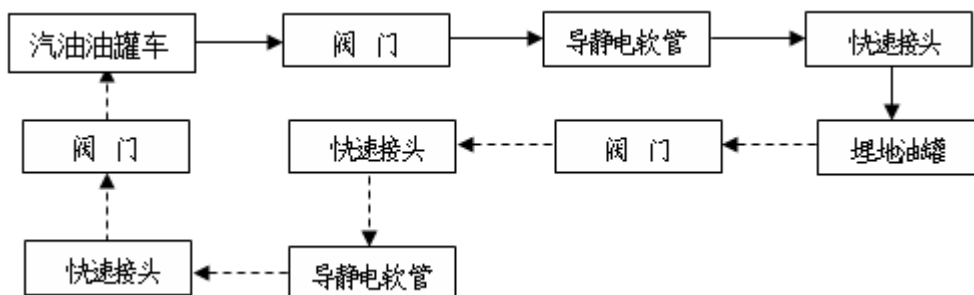 汽油油罐车
阀 门
导静电软管
快速接头
阀 门
快速接头
阀 门
埋地油罐
快速接头
导静电软管